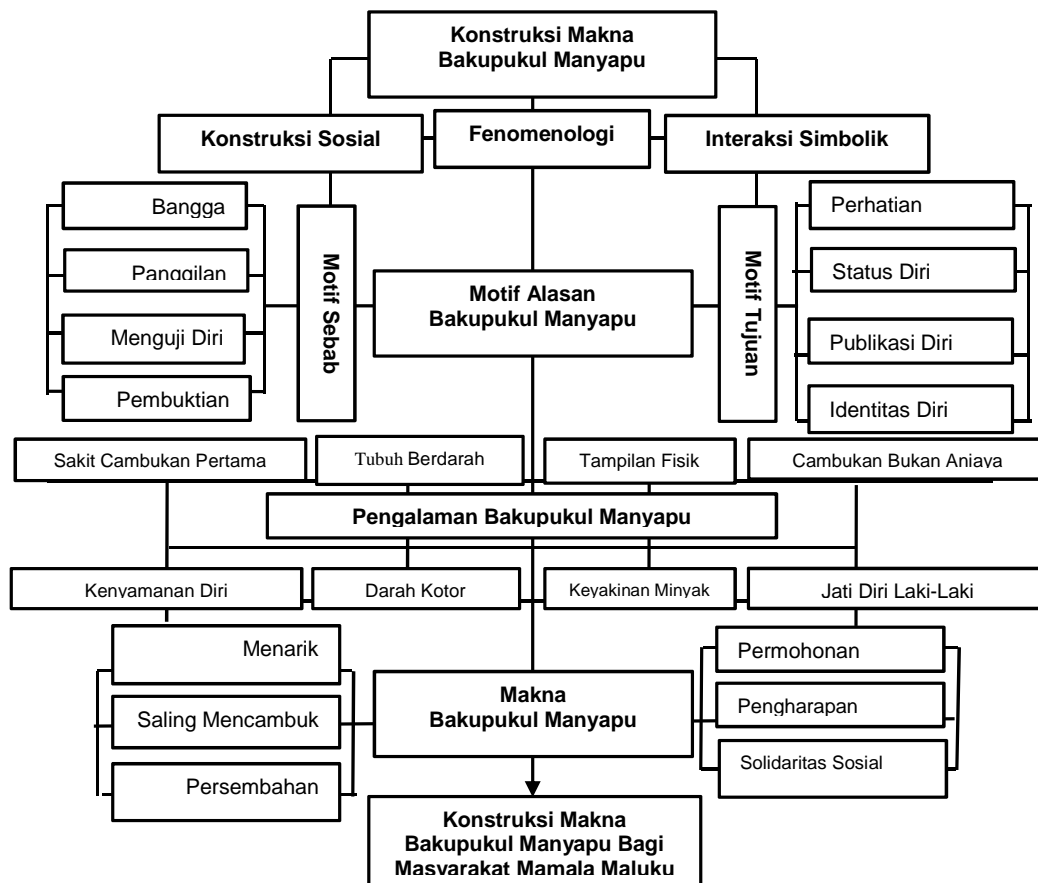 Konstruksi Makna
Bakupukul Manyapu
Konstruksi Sosial
Fenomenologi
Interaksi Simbolik
Bangga
Panggilan
Menguji Diri
Pembuktian
Motif Sebab
Motif Alasan
Bakupukul Manyapu
Motif Tujuan
Perhatian
Status Diri
Publikasi Diri
Identitas Diri
Sakit Cambukan Pertama
Tubuh Berdarah
Tampilan Fisik
Cambukan Bukan Aniaya
Pengalaman Bakupukul Manyapu
Kenyamanan Diri
Darah Kotor
Keyakinan Minyak
Jati Diri Laki-Laki
Menarik
Saling Mencambuk
Persembahan
Makna
Bakupukul Manyapu
Permohonan
Pengharapan
Solidaritas Sosial
Konstruksi Makna
Bakupukul Manyapu Bagi
Masyarakat Mamala Maluku